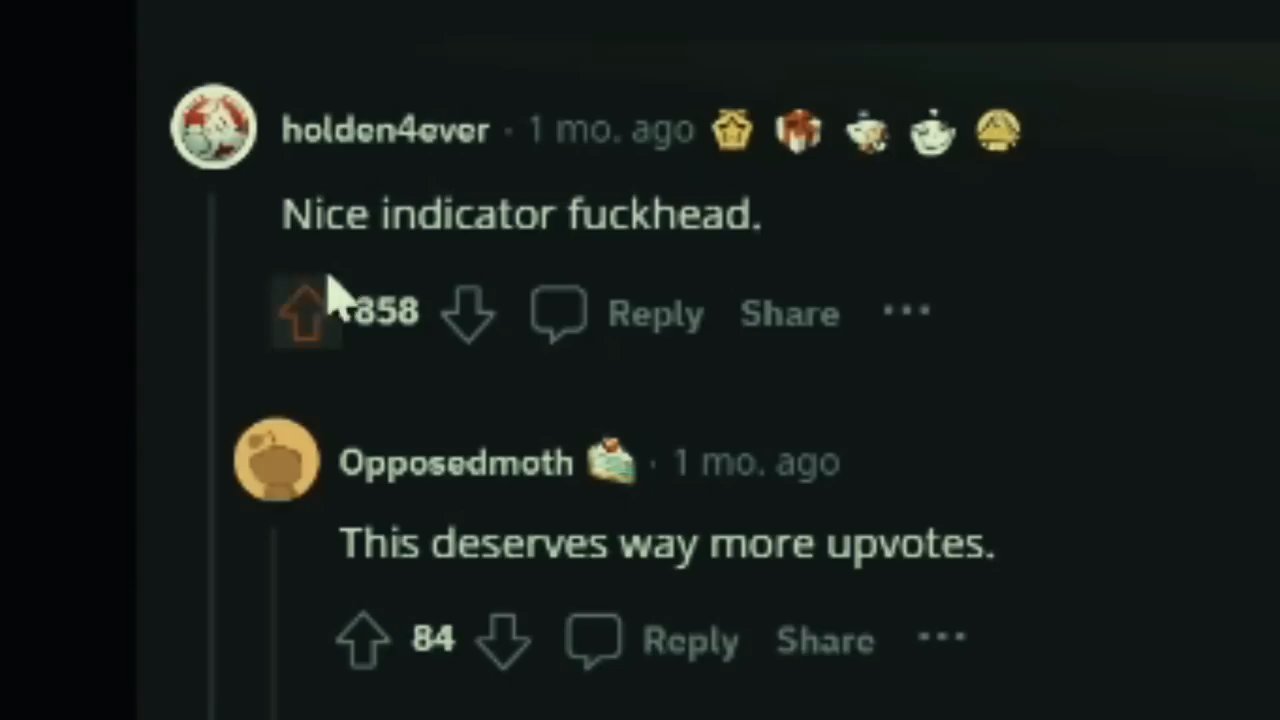 holden4ever · 1 mo. ago
Nice indicator fuckhead.
858 Reply Share ···
Opposedmoth · 1 mo. ago
This deserves way more upvotes.
84 Reply Share ···